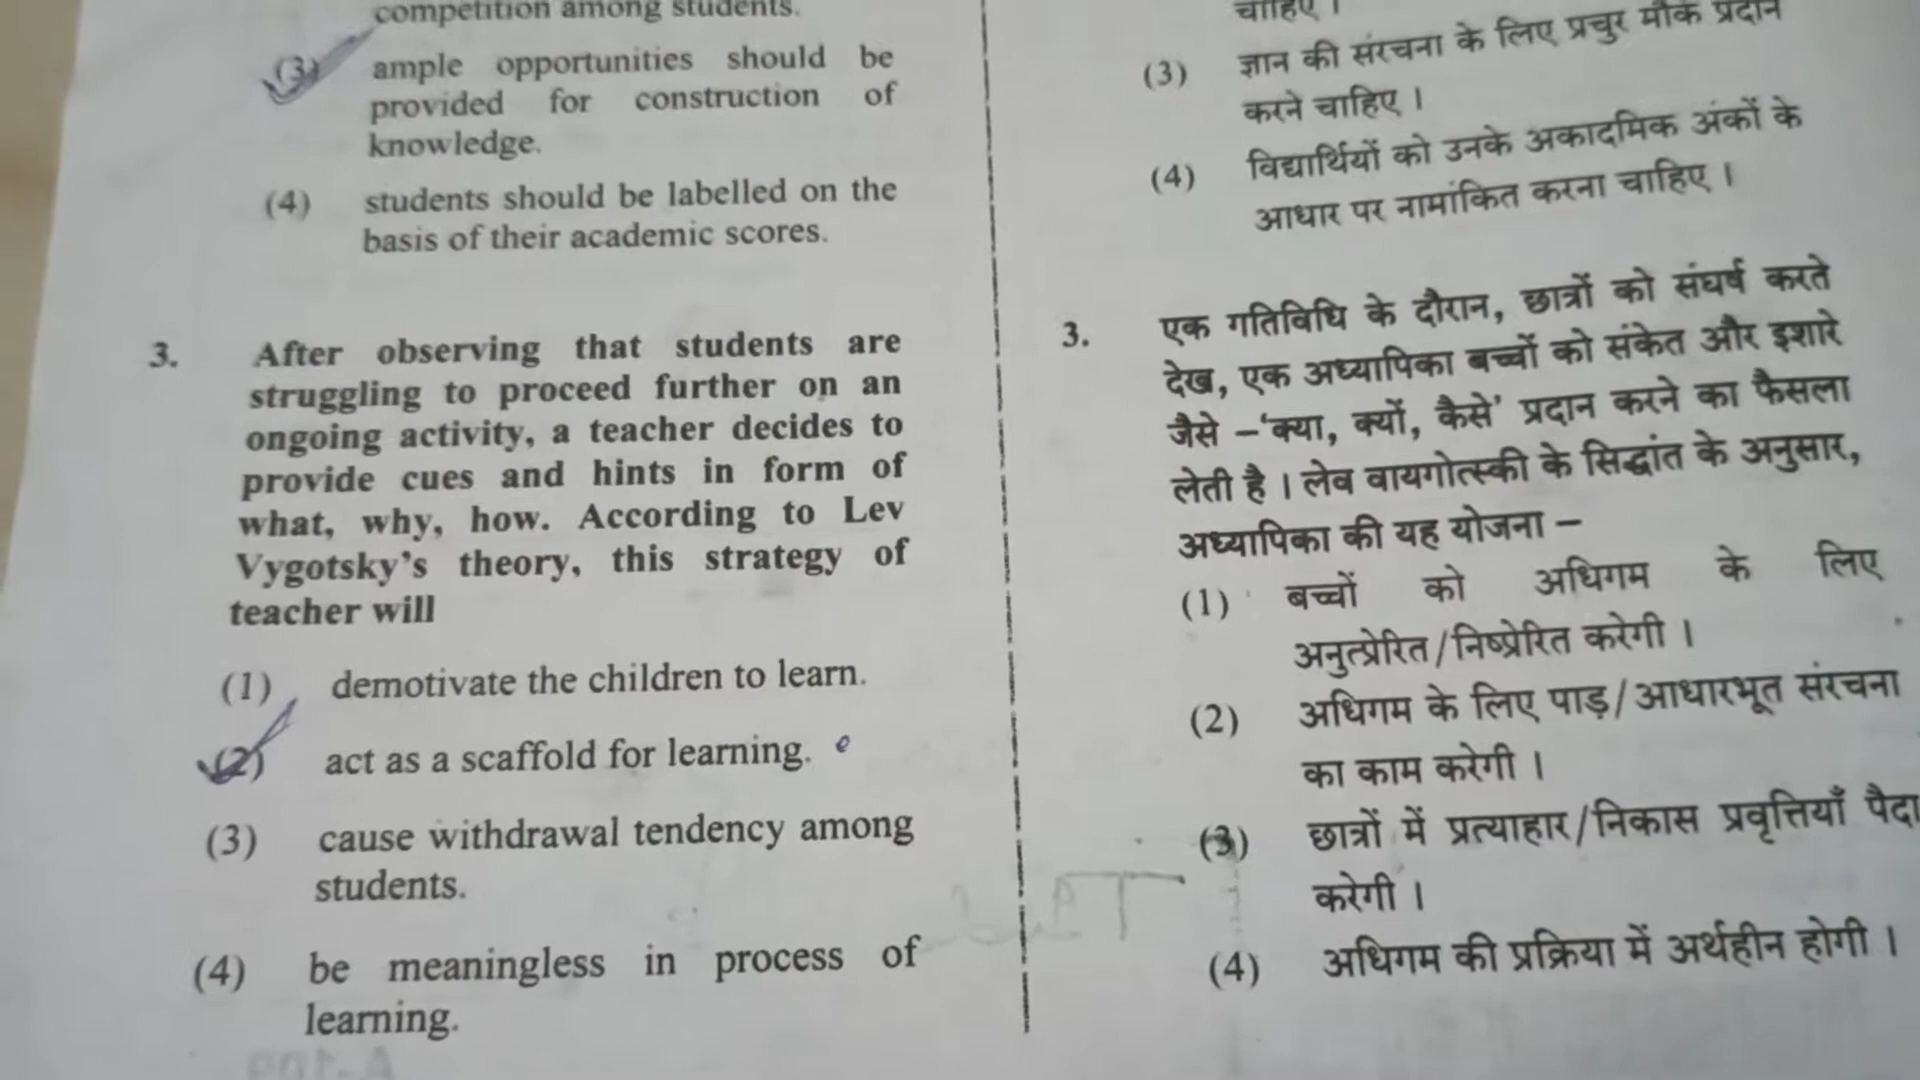 competition among students.
(3) ample opportunities should be
provided for construction of
knowledge.
(4) students should be labelled on the
basis of their academic scores.
3. After observing that students are
struggling to proceed further on an
ongoing activity, a teacher decides to
provide cues and hints in form of
what, why, how. According to Lev
Vygotsky's theory, this strategy of
teacher will
(1) demotivate the children to learn.
(2) act as a scaffold for learning.
(3) cause withdrawal tendency among
students.
(4) be meaningless in process of
learning.
चाहिए ।
(3) ज्ञान की संरचना के लिए प्रचुर मौके प्रदान
करने चाहिए ।
(4) विद्यार्थियों को उनके अकादमिक अंकों के
आधार पर नामांकित करना चाहिए ।
3. एक गतिविधि के दौरान, छात्रों को संघर्ष करते
देख, एक अध्यापिका बच्चों को संकेत और इशारे
जैसे –‘क्या, क्यों, कैसे’ प्रदान करने का फैसला
लेती है । लेव वायगोत्स्की के सिद्धांत के अनुसार,
अध्यापिका की यह योजना –
(1) बच्चों को अधिगम के लिए
अनुत्प्रेरित/निष्प्रेरित करेगी ।
(2) अधिगम के लिए पाड़/आधारभूत संरचना
का काम करेगी ।
(3) छात्रों में प्रत्याहार/निकास प्रवृत्तियाँ पैदा
करेगी ।
(4) अधिगम की प्रक्रिया में अर्थहीन होगी ।